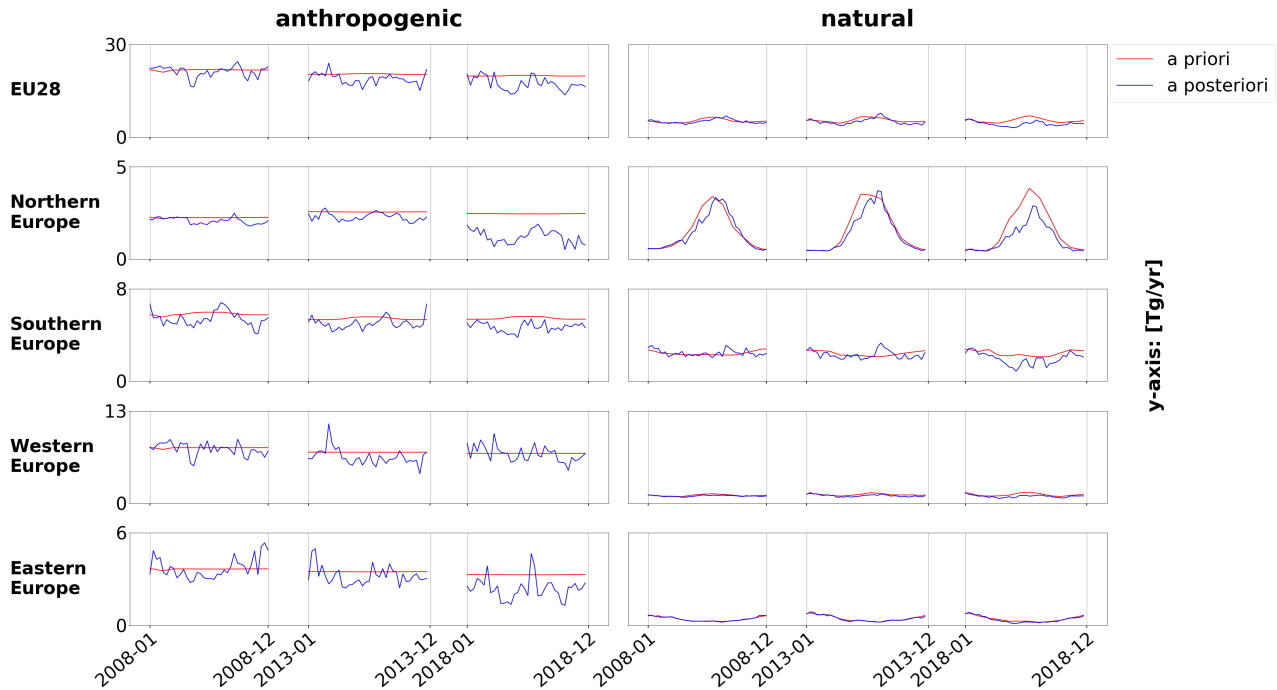 anthropogenic
natural
30
EU28
0
a priori
a posteriori
5
Northern
Europe
0
8
Southern
Europe
0
13
Western
Europe
0
6
Eastern
Europe
0
y-axis: [Tg/yr]
2008-01
2008-12
2013-01
2013-12
2018-01
2018-12
2008-01
2008-12
2013-01
2013-12
2018-01
2018-12